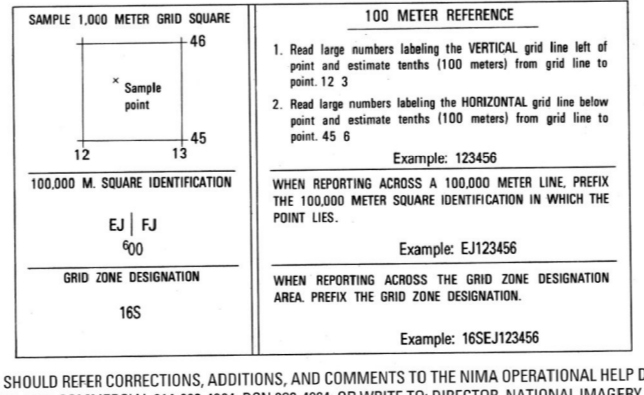 SAMPLE 1,000 METER GRID SQUARE
46
× Sample
point
45
12 13
100,000 M. SQUARE IDENTIFICATION
EJ | FJ
⁶00
GRID ZONE DESIGNATION
16S
100 METER REFERENCE
1. Read large numbers labeling the VERTICAL grid line left of
point and estimate tenths (100 meters) from grid line to
point. 12 3
2. Read large numbers labeling the HORIZONTAL grid line below
point and estimate tenths (100 meters) from grid line to
point. 45 6
Example: 123456
WHEN REPORTING ACROSS A 100,000 METER LINE, PREFIX
THE 100,000 METER SQUARE IDENTIFICATION IN WHICH THE
POINT LIES.
Example: EJ123456
WHEN REPORTING ACROSS THE GRID ZONE DESIGNATION
AREA. PREFIX THE GRID ZONE DESIGNATION.
Example: 16SEJ123456
SHOULD REFER CORRECTIONS, ADDITIONS, AND COMMENTS TO THE NIMA OPERATIONAL HELP D
OR WRITE TO: DIRECTOR, NATIONAL IMAGERY